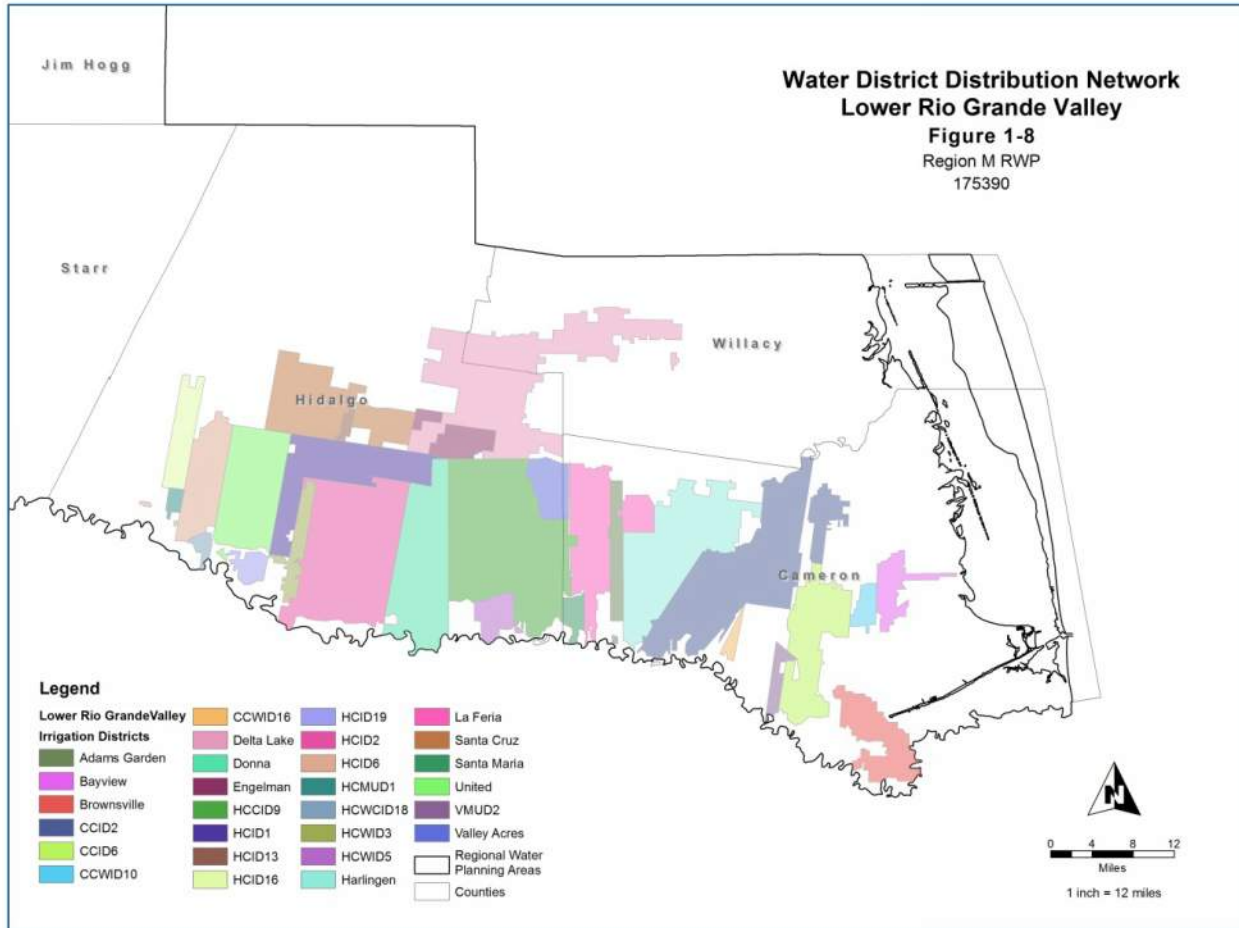 Water District Distribution Network
Lower Rio Grande Valley
Figure 1-8
Region M RWP
175390
Jim Hogg
Starr
Willacy
Hidalgo
Cameron
Legend
Lower Rio GrandeValley
Irrigation Districts
Adams Garden
Bayview
Brownsville
CCID2
CCID6
CCWID10
CCWID16
Delta Lake
Donna
Engelman
HCCID9
HCID1
HCID13
HCID16
HCID19
HCID2
HCID6
HCMUD1
HCWCID18
HCWID3
HCWID5
Harlingen
La Feria
Santa Cruz
Santa Maria
United
VMUD2
Valley Acres
Regional Water
Planning Areas
Counties
N
0 4 8 12
Miles
1 inch = 12 miles